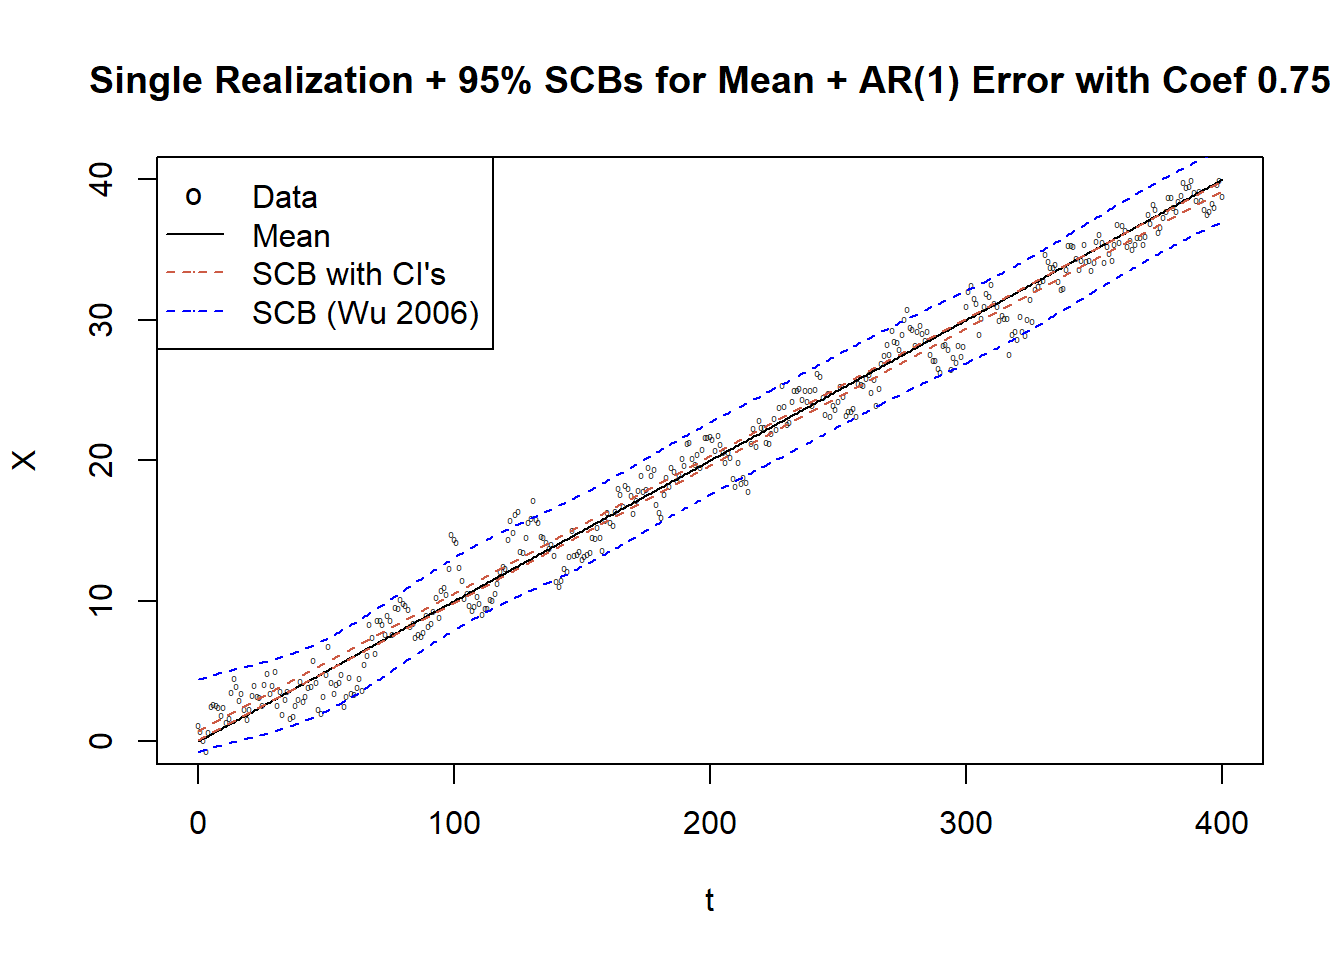 Single Realization + 95% SCBs for Mean + AR(1) Error with Coef 0.75
40
30
20
10
0
X
Data
Mean
SCB with CI's
SCB (Wu 2006)
0 100 200 300 400
t